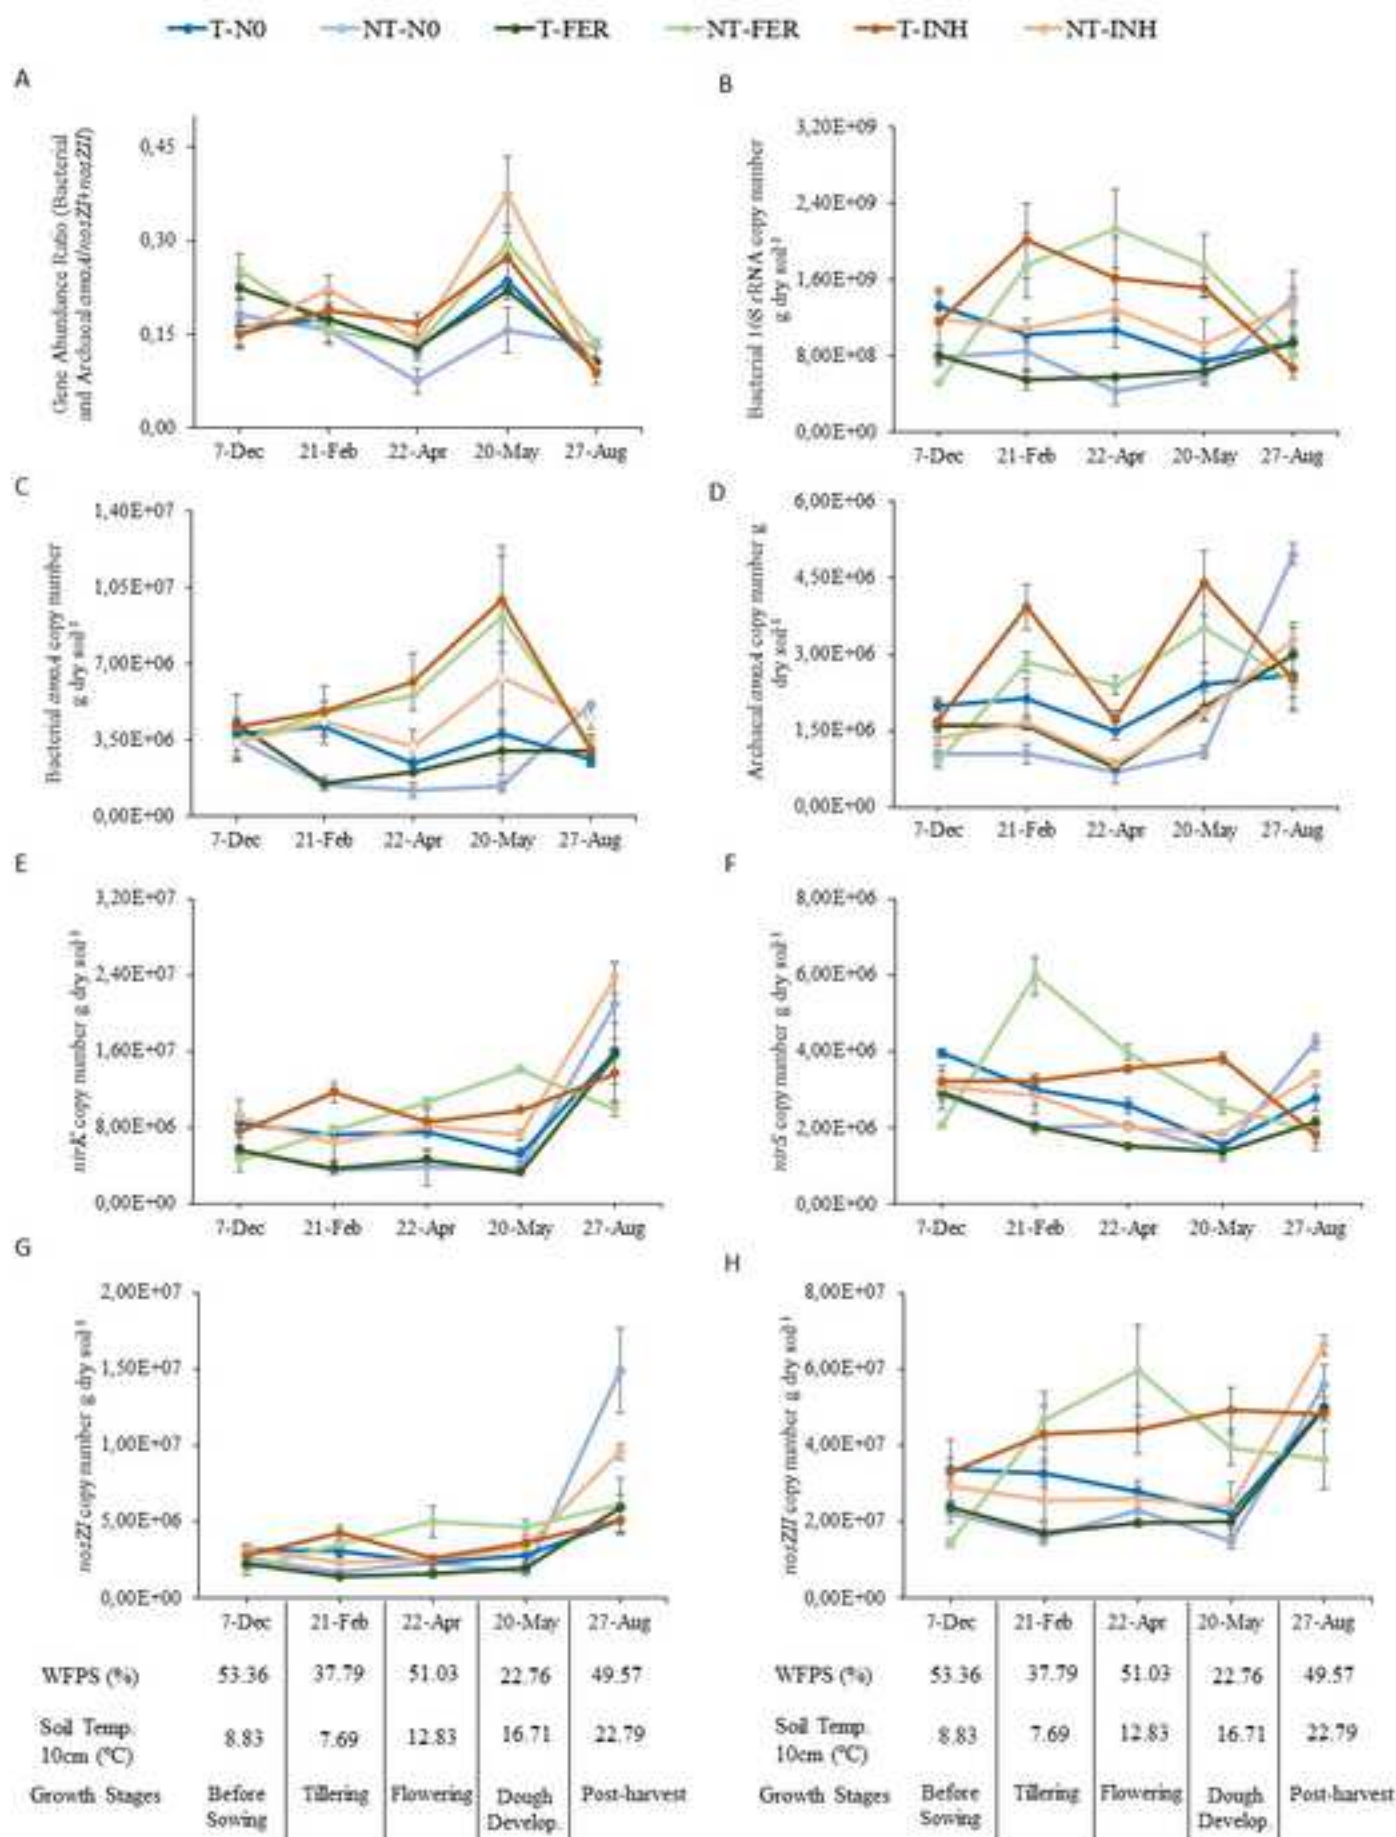 T-N0 NT-N0 T-FER NT-FER T-INH NT-INH
A
Gene Abundance Ratio (Bacterial
and Archaeal amoA/nosZI+nosZII)
0,45
0,30
0,15
0,00
7-Dec 21-Feb 22-Apr 20-May 27-Aug
B
Bacterial 16S rRNA copy number
g dry soil-1
3,20E+09
2,40E+09
1,60E+09
8,00E+08
0,00E+00
7-Dec 21-Feb 22-Apr 20-May 27-Aug
C
Bacterial amoA copy number
g dry soil-1
1,40E+07
1,05E+07
7,00E+06
3,50E+06
0,00E+00
7-Dec 21-Feb 22-Apr 20-May 27-Aug
D
Archaeal amoA copy number g
dry soil-1
6,00E+06
4,50E+06
3,00E+06
1,50E+06
0,00E+00
7-Dec 21-Feb 22-Apr 20-May 27-Aug
E
nirK copy number g dry soil-1
3,20E+07
2,40E+07
1,60E+07
8,00E+06
0,00E+00
7-Dec 21-Feb 22-Apr 20-May 27-Aug
F
nirS copy number g dry soil-1
8,00E+06
6,00E+06
4,00E+06
2,00E+06
0,00E+00
7-Dec 21-Feb 22-Apr 20-May 27-Aug
G
nosZI copy number g dry soil-1
2,00E+07
1,50E+07
1,00E+07
5,00E+06
0,00E+00
7-Dec 21-Feb 22-Apr 20-May 27-Aug
WFPS (%) 53.36 37.79 51.03 22.76 49.57
Soil Temp.
10cm (ºC) 8.83 7.69 12.83 16.71 22.79
Growth Stages Before Tillering Flowering Dough Post-harvest
Sowing Develop.
H
nosZII copy number g dry soil-1
8,00E+07
6,00E+07
4,00E+07
2,00E+07
0,00E+00
7-Dec 21-Feb 22-Apr 20-May 27-Aug
WFPS (%) 53.36 37.79 51.03 22.76 49.57
Soil Temp.
10cm (ºC) 8.83 7.69 12.83 16.71 22.79
Growth Stages Before Tillering Flowering Dough Post-harvest
Sowing Develop.